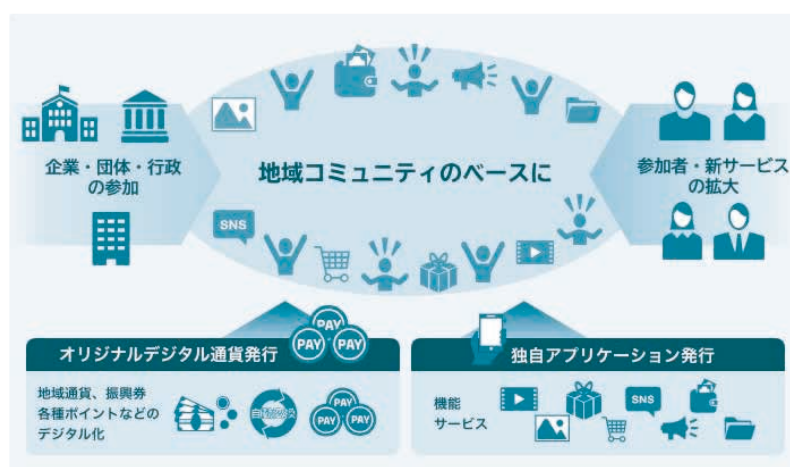 企業・団体・行政
の参加
地域コミュニティのベースに
参加者・新サービス
の拡大
SNS
オリジナルデジタル通貨発行
PAY
PAY
PAY
独自アプリケーション発行
地域通貨、振興券
各種ポイントなどの
デジタル化
PAY
PAY
PAY
機能
サービス
SNS